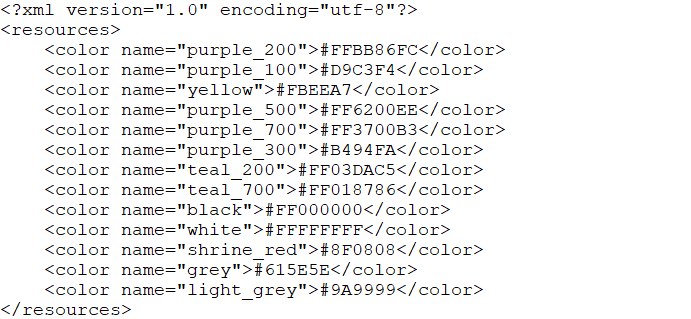 <?xml version="1.0" encoding="utf-8"?>
<resources>
    <color name="purple_200">#FFBB86FC</color>
    <color name="purple_100">#D9C3F4</color>
    <color name="yellow">#FBEEA7</color>
    <color name="purple_500">#FF6200EE</color>
    <color name="purple_700">#FF3700B3</color>
    <color name="purple_300">#B494FA</color>
    <color name="teal_200">#FF03DAC5</color>
    <color name="teal_700">#FF018786</color>
    <color name="black">#FF000000</color>
    <color name="white">#FFFFFFFF</color>
    <color name="shrine_red">#8F0808</color>
    <color name="grey">#615E5E</color>
    <color name="light_grey">#9A9999</color>
</resources>